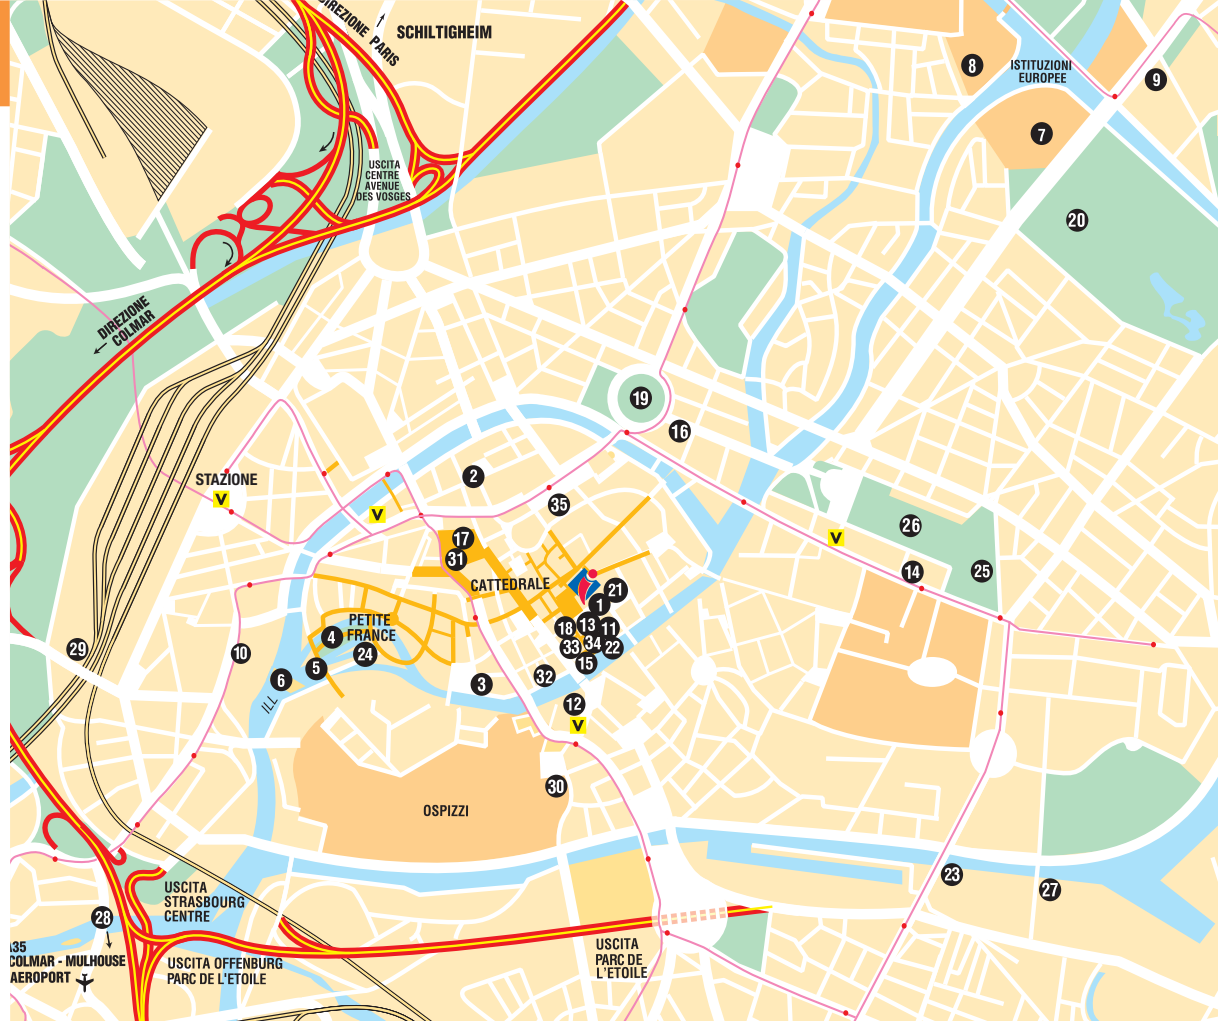 DIREZIONE PARIS
SCHILTIGHEIM
ISTITUZIONI
EUROPEE
8
9
7
USCITA
CENTRE
AVENUE
DES VOSGES
20
DIREZIONE
COLMAR
19
16
STAZIONE
V
2
35
V
17
31
26
V
CATTEDRALE
14
25
21
1
PETITE
FRANCE
4
18
13
11
33
34
22
29
10
24
5
15
6
3
32
ILL
12
V
30
OSPIZZI
23
27
USCITA
STRASBOURG
CENTRE
28
A35
COLMAR - MULHOUSE
AEROPORT
USCITA OFFENBURG
PARC DE L'ETOILE
USCITA
PARC DE
L'ETOILE